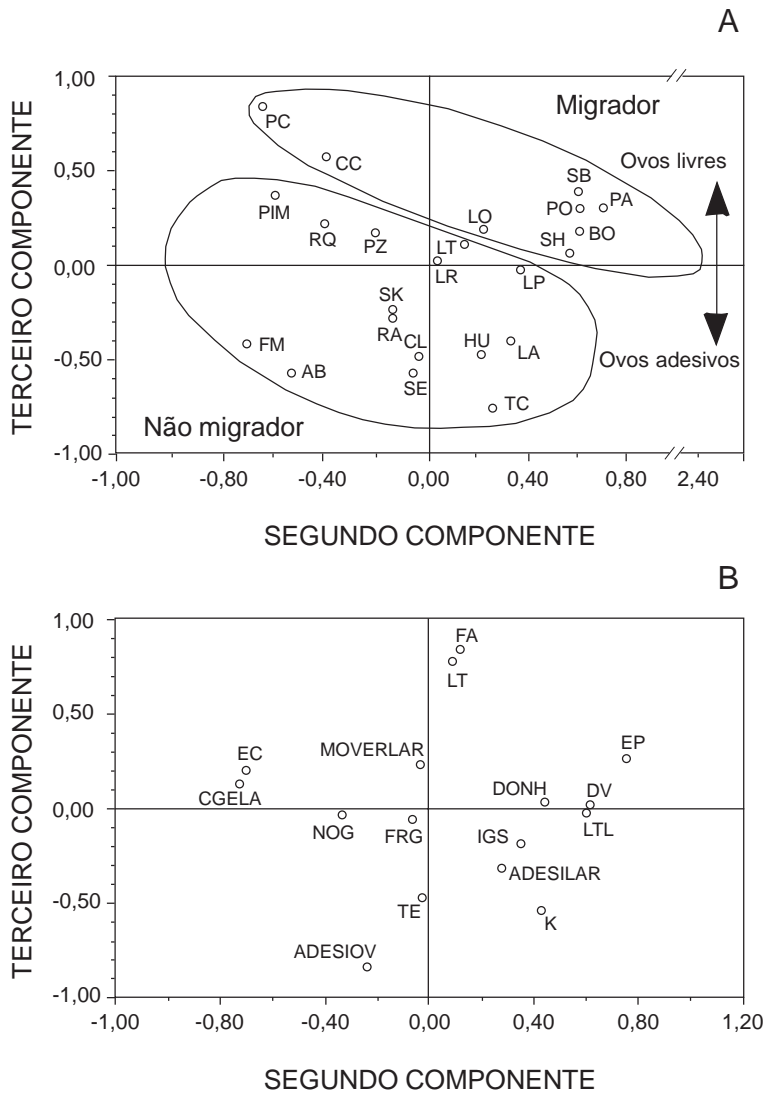 A
1,00
Migrador
PC
CC
Ovos livres
SB
0,50
PIM
PO
PA
LO
RQ
PZ
LT
SH
BO
0,00
LR
LP
SK
RA
CL
HU
LA
FM
-0,50
AB
SE
Ovos adesivos
TC
Não migrador
-1,00
-1,00 -0,80 -0,40 0,00 0,40 0,80 2,40
TERCEIRO COMPONENTE
SEGUNDO COMPONENTE
B
1,00
FA
LT
0,50
MOVERLAR
EP
EC
CGELA
DONH
DV
0,00
NOG
FRG
IGS
LTL
ADESILAR
-0,50
TE
K
ADESIOV
-1,00
-1,00 -0,80 -0,40 0,00 0,40 0,80 1,20
TERCEIRO COMPONENTE
SEGUNDO COMPONENTE